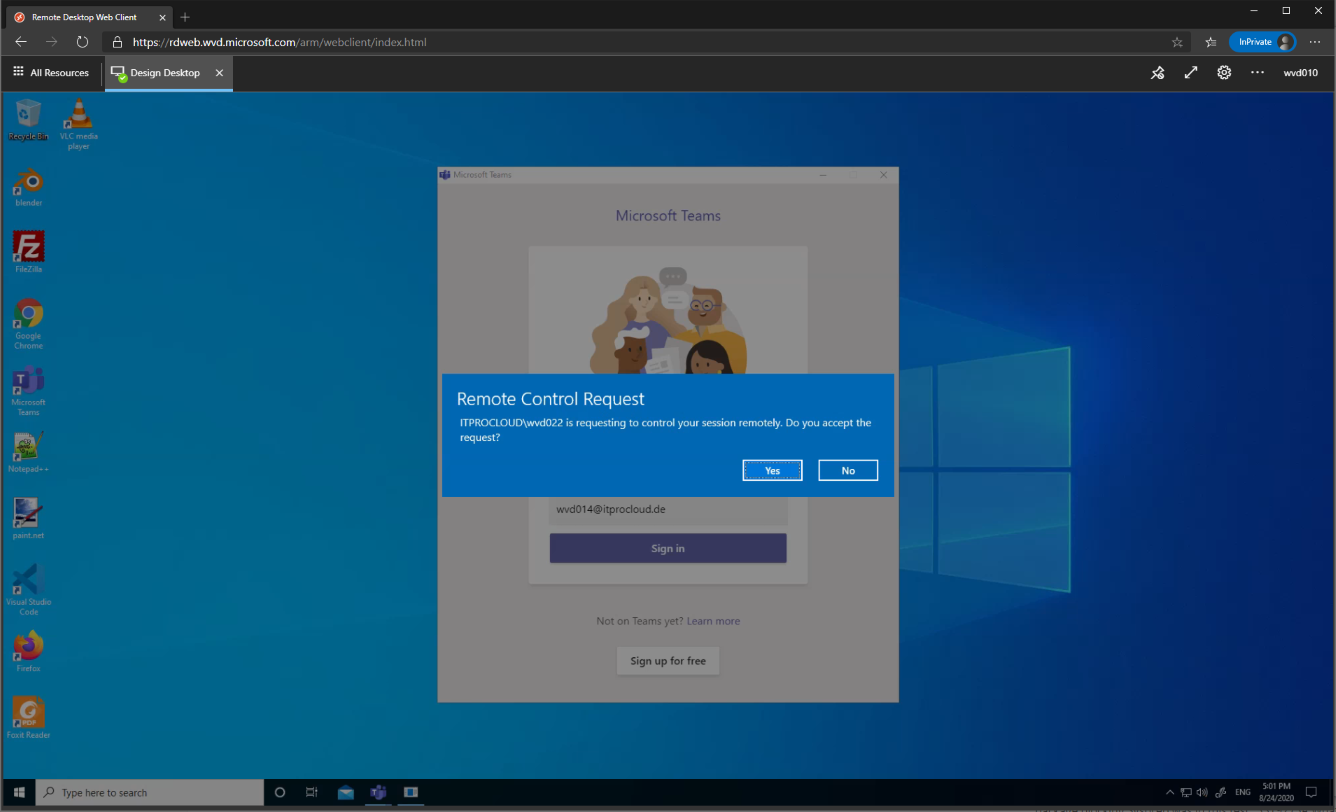 Remote Desktop Web Client
https://rdweb.wvd.microsoft.com/arm/webclient/index.html
InPrivate
All Resources
Design Desktop
wvd010
Recycle Bin
VLC media
player
blender
FileZilla
Google
Chrome
Microsoft
Teams
Notepad++
paint.net
Visual Studio
Code
Firefox
PDF
Foxit Reader
Microsoft Teams
Microsoft Teams
Remote Control Request
ITPROCLOUD\wvd022 is requesting to control your session remotely. Do you accept the
request?
Yes
No
wvd014@itprocloud.de
Sign in
Not on Teams yet? Learn more
Sign up for free
Type here to search
ENG
5:01 PM
8/24/2020